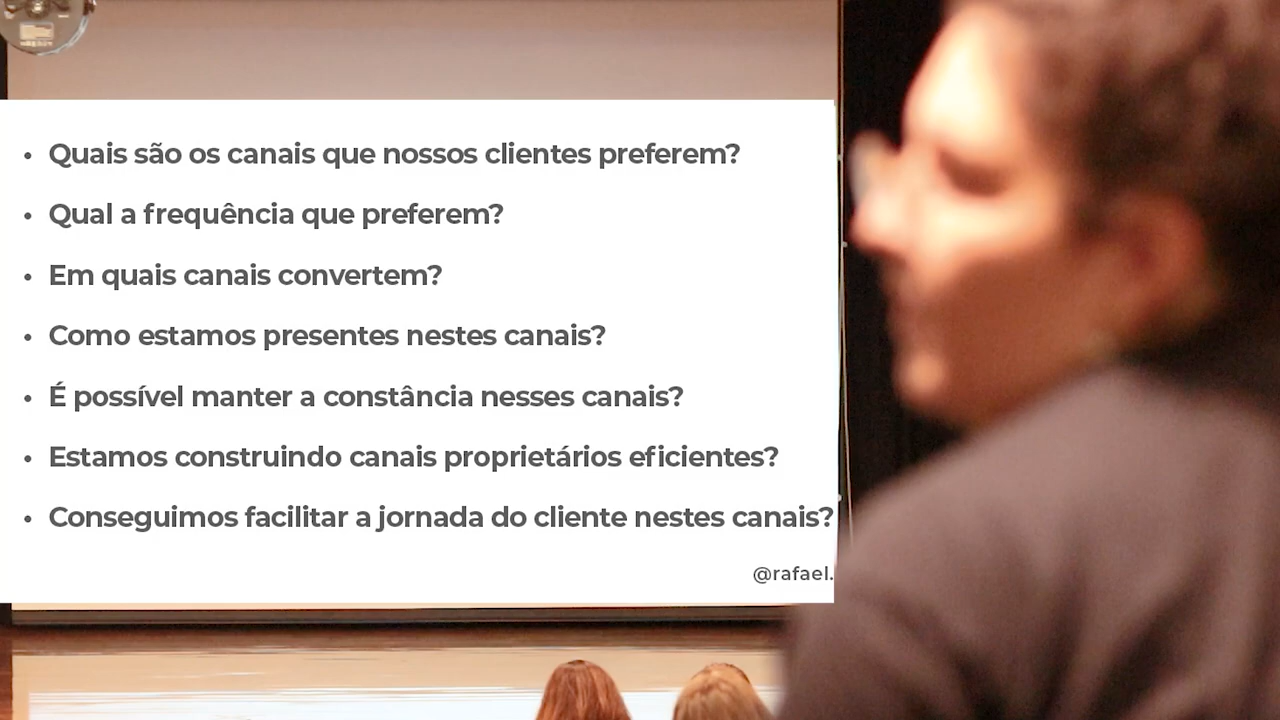 • Quais são os canais que nossos clientes preferem?
• Qual a frequência que preferem?
• Em quais canais convertem?
• Como estamos presentes nestes canais?
• É possível manter a constância nesses canais?
• Estamos construindo canais proprietários eficientes?
• Conseguimos facilitar a jornada do cliente nestes canais?
@rafael.